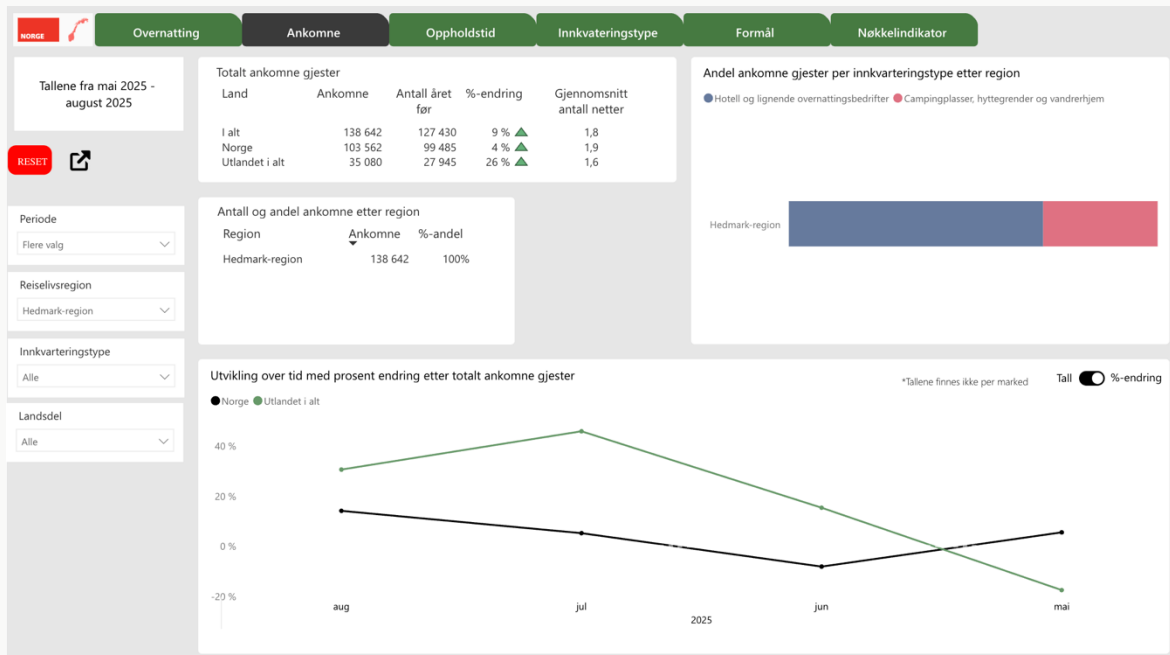 NORGE
Overnatting
Ankomne
Oppholdstid
Innkvateringstype
Formål
Nøkkelindikator
Tallene fra mai 2025 -
august 2025
RESET
Periode
Flere valg
Reiselivsregion
Hedmark-region
Innkvarteringstype
Alle
Landsdel
Alle
Totalt ankomne gjester
Land Ankomne Antall året før %-endring Gjennomsnitt antall netter
I alt 138 642 127 430 9 % 1,8
Norge 103 562 99 485 4 % 1,9
Utlandet i alt 35 080 27 945 26 % 1,6
Antall og andel ankomne etter region
Region Ankomne %-andel
Hedmark-region 138 642 100%
Andel ankomne gjester per innkvarteringstype etter region
Hotell og lignende overnattingsbedrifter Campingplasser, hyttegrender og vandrerhjem
Hedmark-region
Utvikling over tid med prosent endring etter totalt ankomne gjester
*Tallene finnes ikke per marked
Tall %-endring
Norge Utlandet i alt
40 %
20 %
0 %
-20 %
aug jul jun mai
2025